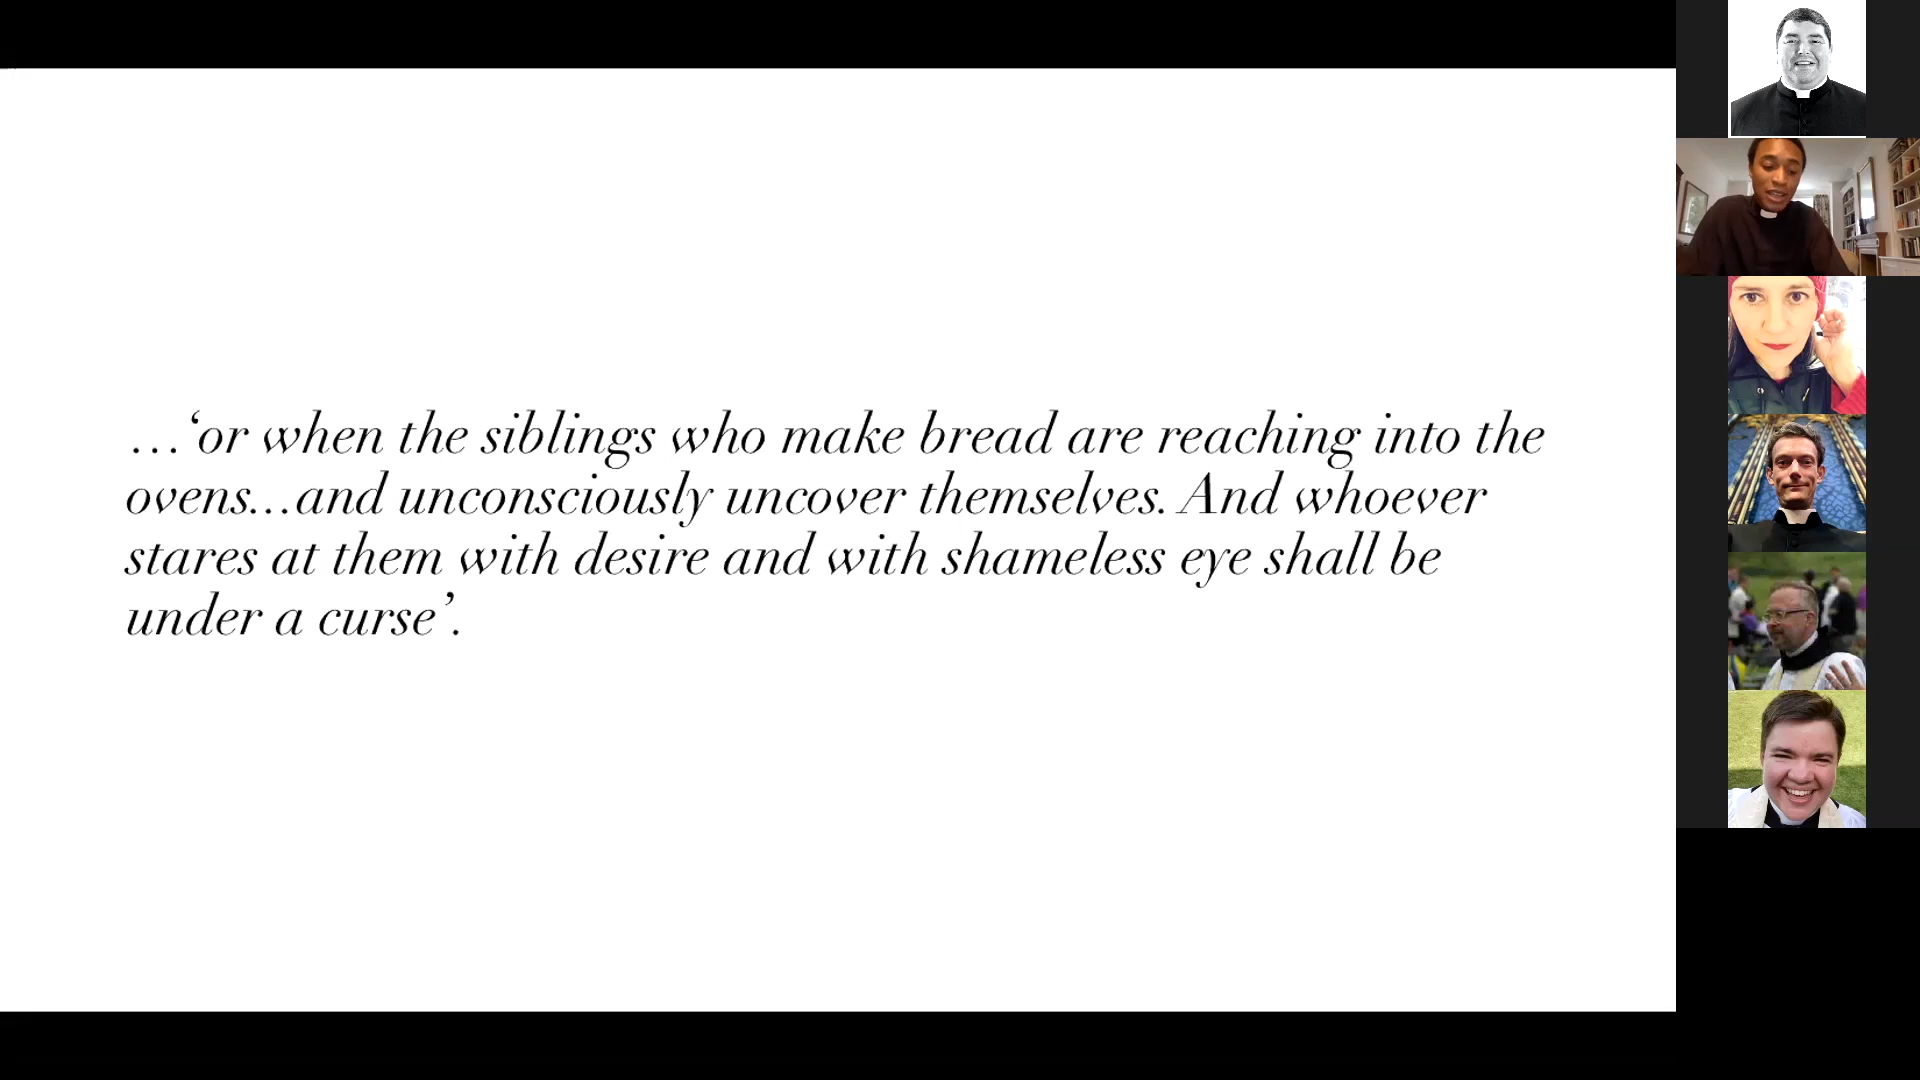 …‘or when the siblings who make bread are reaching into the
ovens...and unconsciously uncover themselves. And whoever
stares at them with desire and with shameless eye shall be
under a curse’.